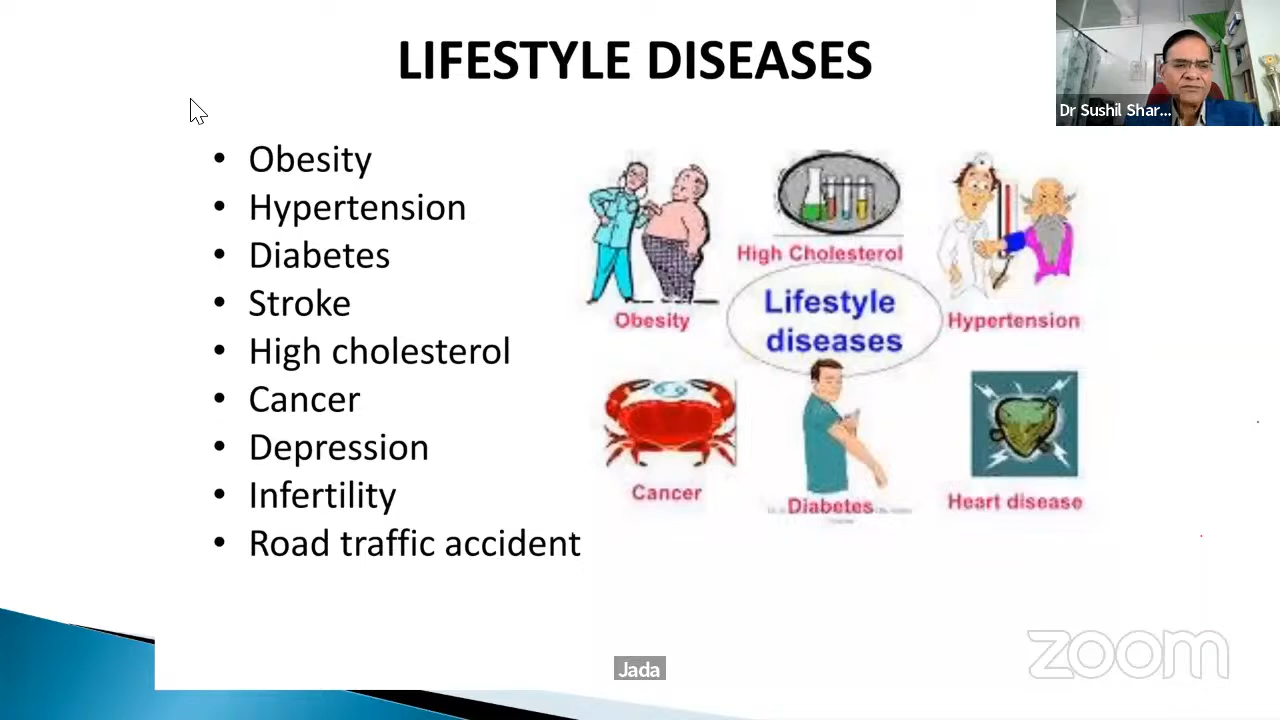 LIFESTYLE DISEASES
Dr Sushil Shar...
• Obesity
• Hypertension
• Diabetes
• Stroke
• High cholesterol
• Cancer
• Depression
• Infertility
• Road traffic accident
High Cholesterol
Obesity
Lifestyle
diseases
Hypertension
Cancer
Diabetes
Heart disease
Jada
zoom